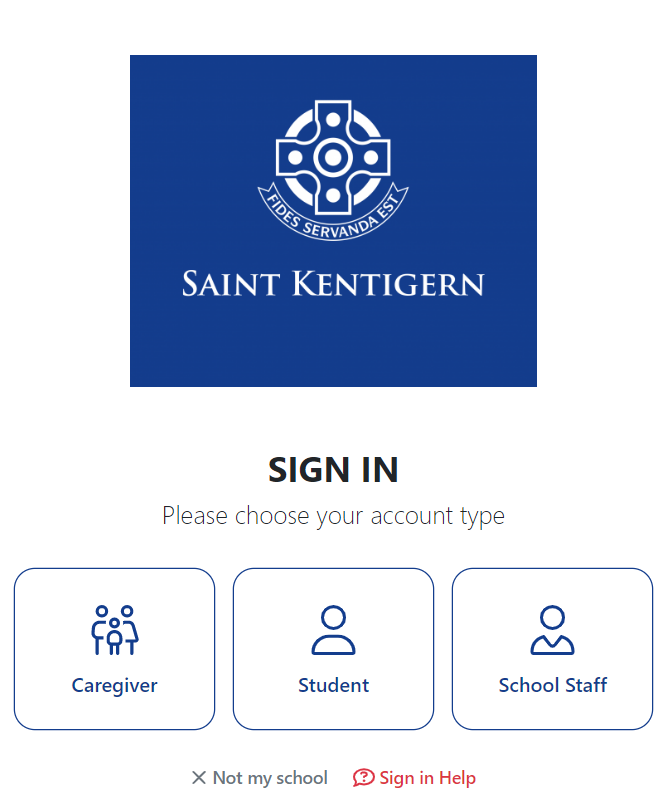 FIDES SERVANDA EST
SAINT KENTIGERN
SIGN IN
Please choose your account type
Caregiver
Student
School Staff
Not my school
Sign in Help